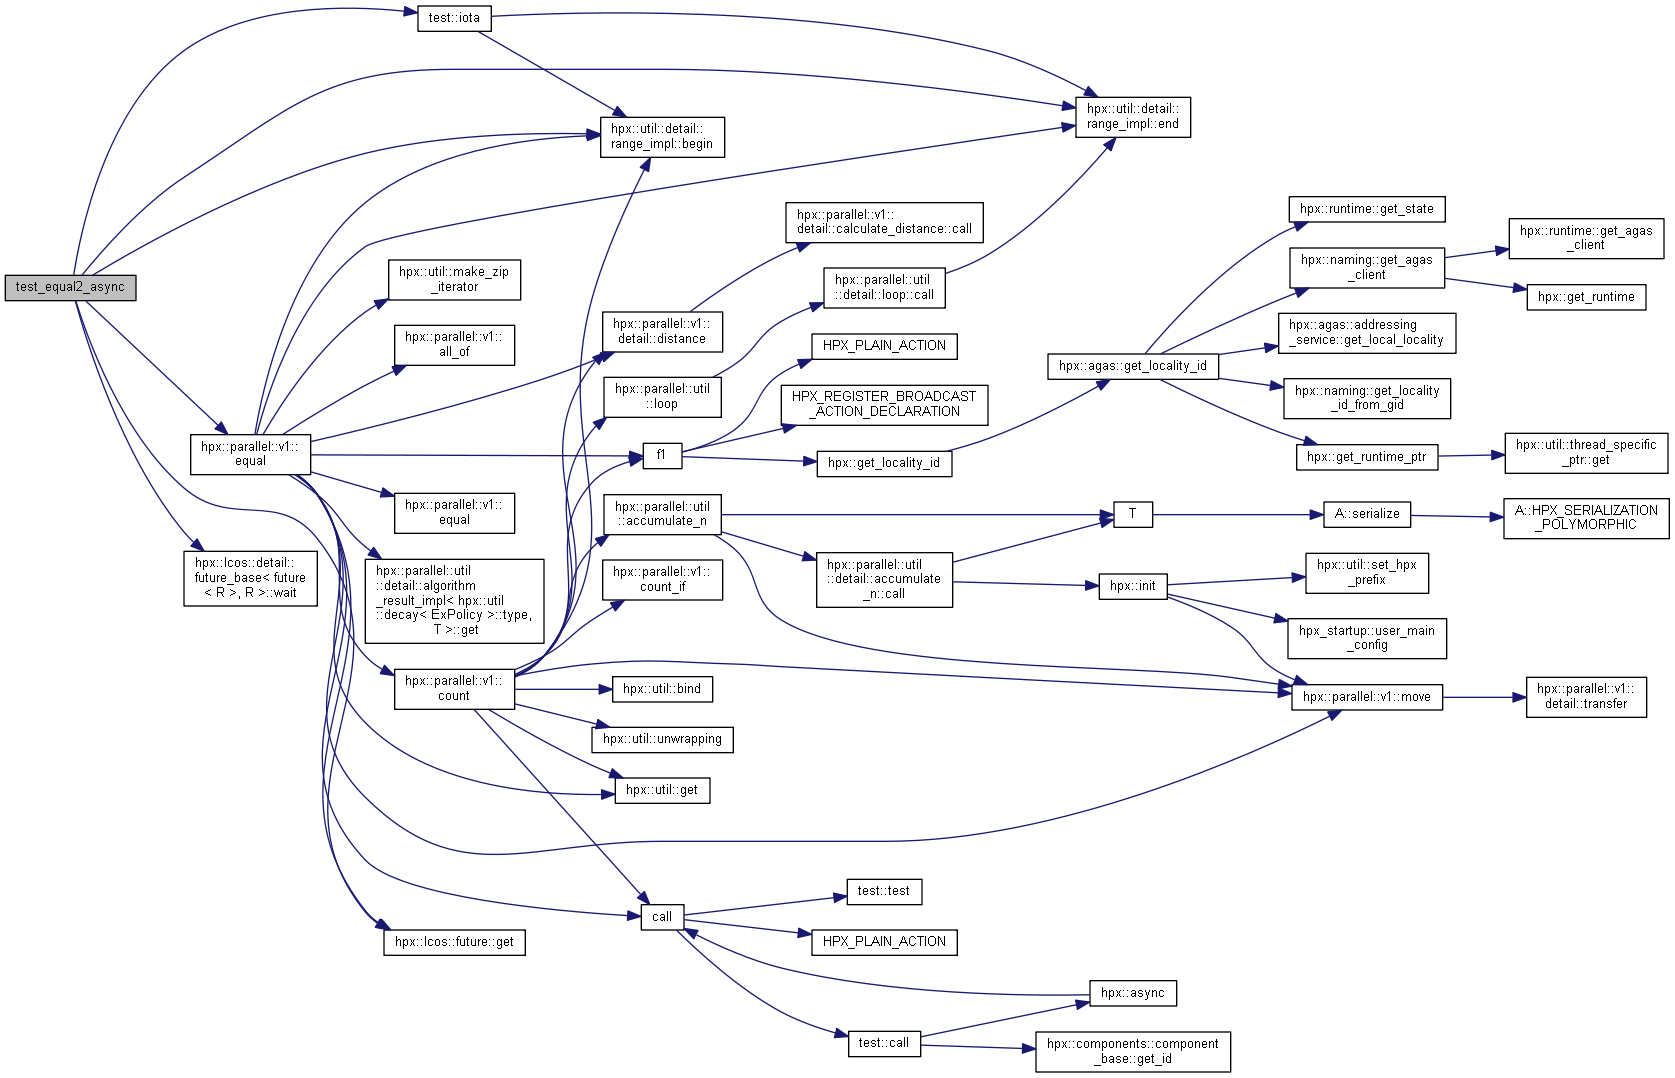 test::iota
hpx::util::detail::
range_impl::end
hpx::util::detail::
range_impl::begin
hpx::runtime::get_state
hpx::parallel::v1::
detail::calculate_distance::call
hpx::runtime::get_agas
_client
hpx::naming::get_agas
_client
hpx::util::make_zip
_iterator
test_equal2_async
hpx::parallel::util
::detail::loop::call
hpx::get_runtime
hpx::parallel::v1::
detail::distance
hpx::agas::addressing
_service::get_local_locality
hpx::parallel::v1::
all_of
HPX_PLAIN_ACTION
hpx::agas::get_locality_id
hpx::parallel::util
::loop
HPX_REGISTER_BROADCAST
_ACTION_DECLARATION
hpx::naming::get_locality
_id_from_gid
hpx::parallel::v1::
equal
f1
hpx::get_locality_id
hpx::get_runtime_ptr
hpx::util::thread_specific
_ptr::get
hpx::parallel::v1::
equal
hpx::parallel::util
::accumulate_n
T
A::serialize
A::HPX_SERIALIZATION
_POLYMORPHIC
hpx::lcos::detail::
future_base< future
< R >, R >::wait
hpx::parallel::util
::detail::algorithm
_result_impl< hpx::util
::decay< ExPolicy >::type,
T >::get
hpx::parallel::v1::
count_if
hpx::parallel::util
::detail::accumulate
_n::call
hpx::init
hpx::util::set_hpx
_prefix
hpx_startup::user_main
_config
hpx::parallel::v1::
count
hpx::util::bind
hpx::parallel::v1::move
hpx::parallel::v1::
detail::transfer
hpx::util::unwrapping
hpx::util::get
test::test
call
HPX_PLAIN_ACTION
hpx::lcos::future::get
hpx::async
test::call
hpx::components::component
_base::get_id